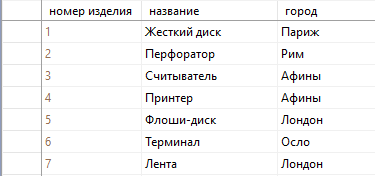 номер изделия название город
1 Жесткий диск Париж
2 Перфоратор Рим
3 Считыватель Афины
4 Принтер Афины
5 Флоши-диск Лондон
6 Терминал Осло
7 Лента Лондон